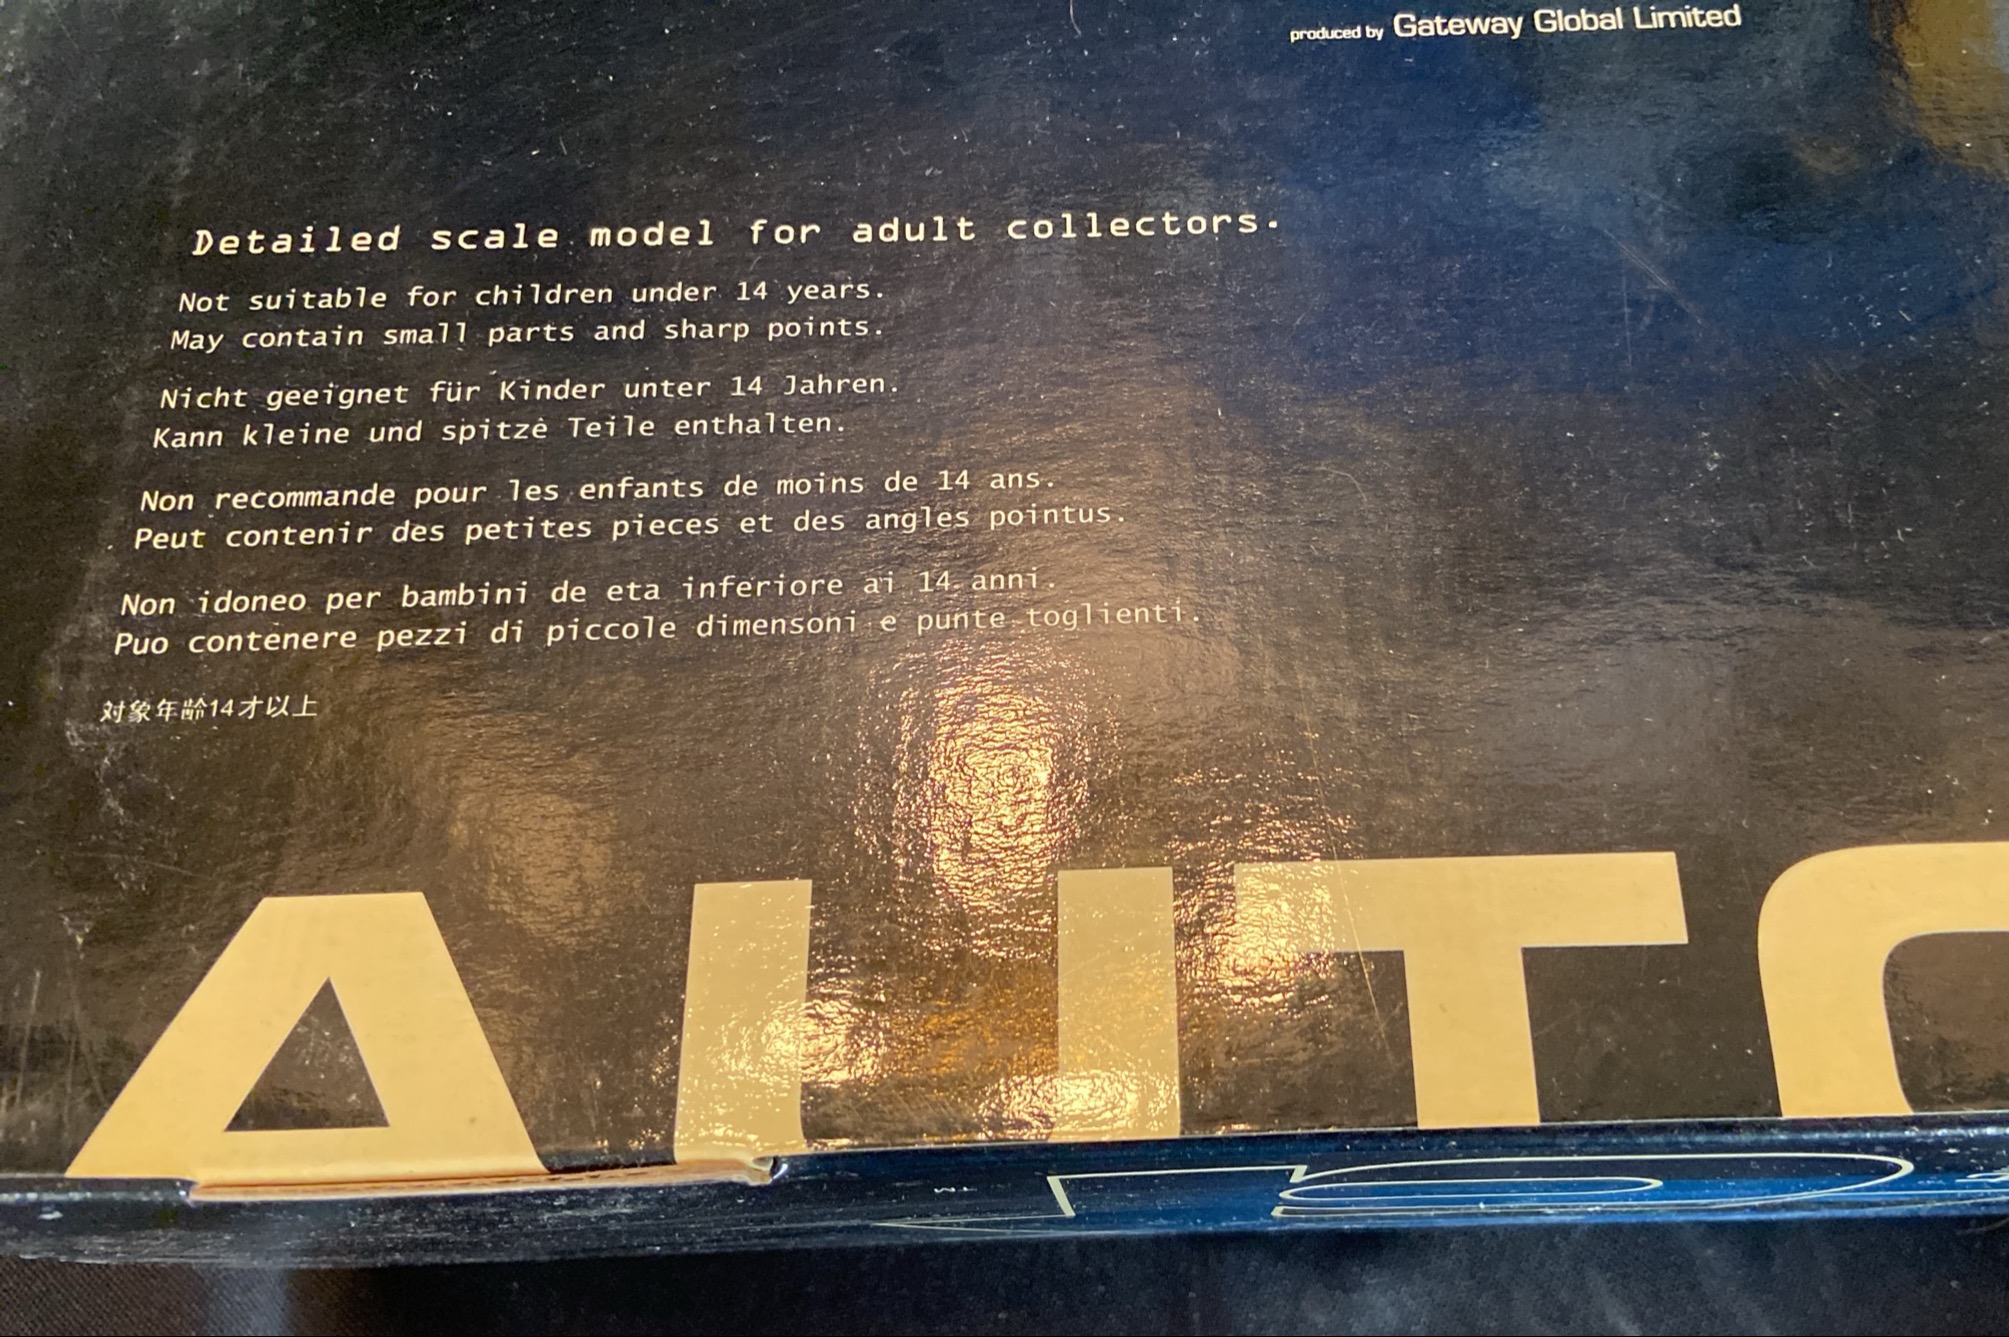 produced by Gateway Global Limited
Detailed scale model for adult collectors.
Not suitable for children under 14 years.
May contain small parts and sharp points.
Nicht geeignet für Kinder unter 14 Jahren.
Kann kleine und spitze Teile enthalten.
Non recommande pour les enfants de moins de 14 ans.
Peut contenir des petites pieces et des angles pointus.
Non idoneo per bambini de eta inferiore ai 14 anni.
Puo contenere pezzi di piccole dimensoni e punte toglienti.
対象年齢14才以上